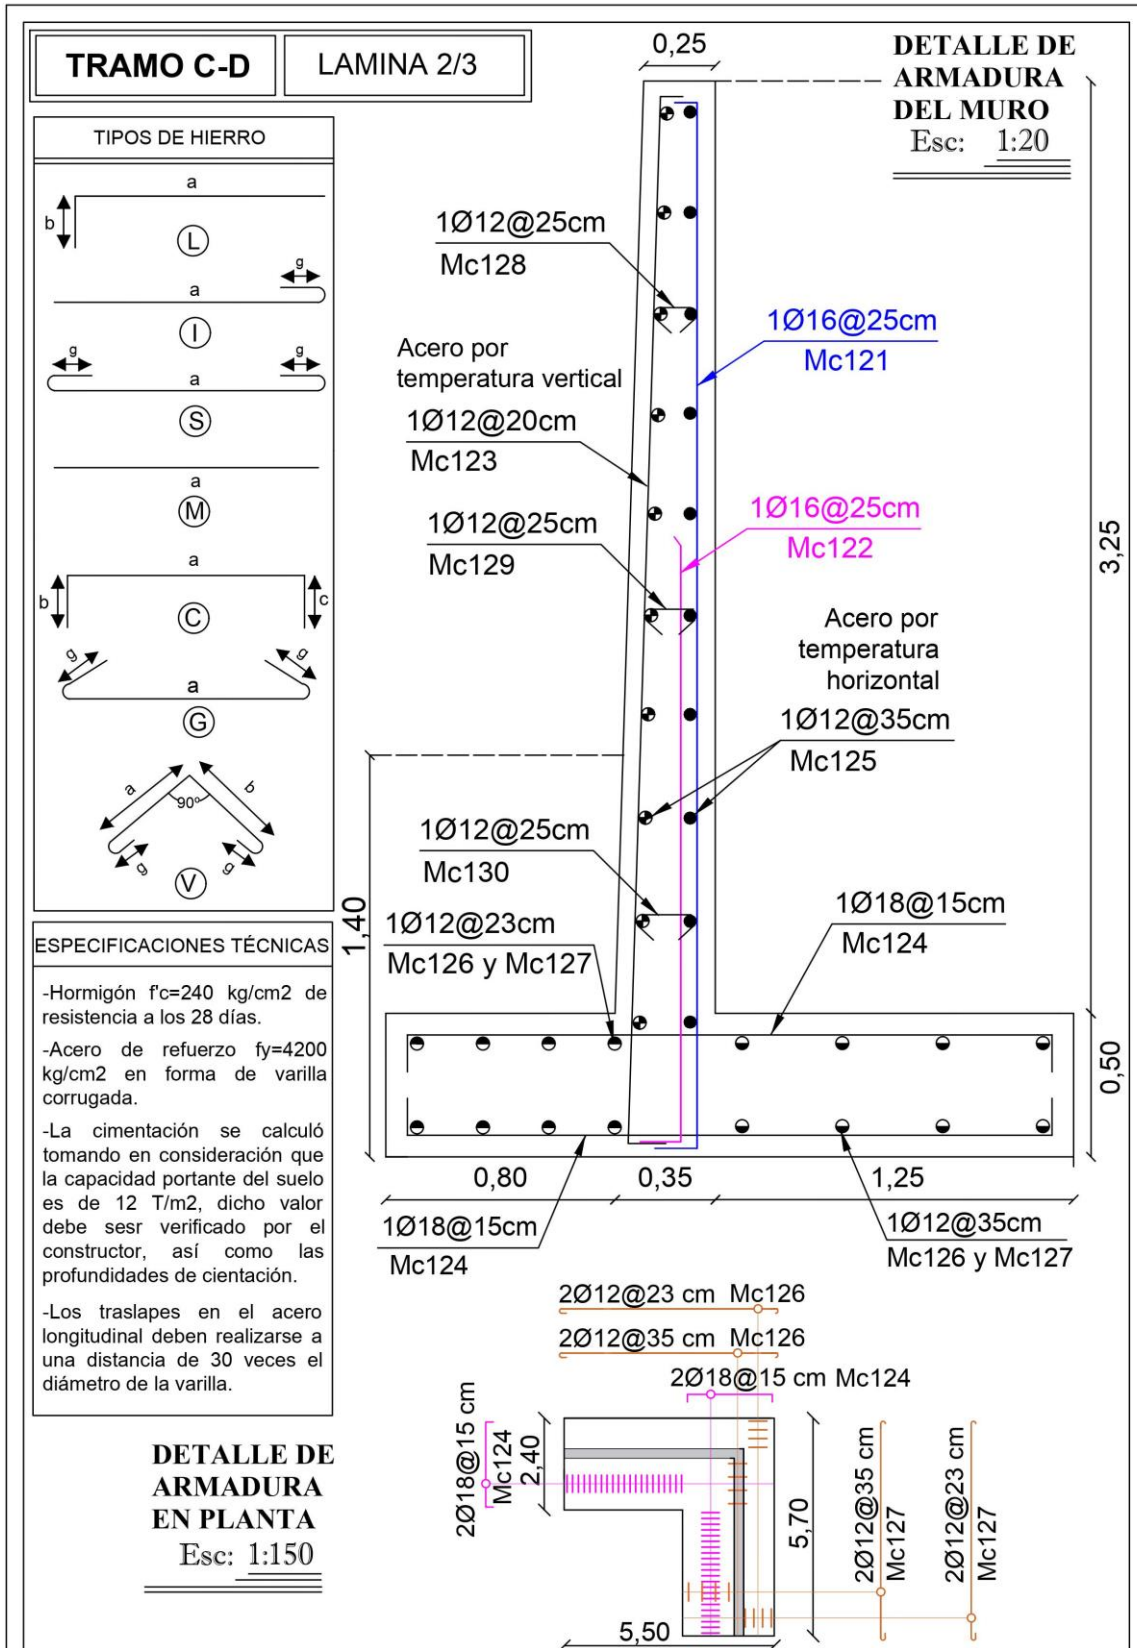 TRAMO C-D
LAMINA 2/3
TIPOS DE HIERRO
a
b
L
g
a
I
g
g
a
S
a
M
a
b
c
C
g
g
a
G
a
b
90º
g
g
V
ESPECIFICACIONES TÉCNICAS
-Hormigón f'c=240 kg/cm2 de
resistencia a los 28 días.
-Acero de refuerzo fy=4200
kg/cm2 en forma de varilla
corrugada.
-La cimentación se calculó
tomando en consideración que
la capacidad portante del suelo
es de 12 T/m2, dicho valor
debe sesr verificado por el
constructor, así como las
profundidades de cientación.
-Los traslapes en el acero
longitudinal deben realizarse a
una distancia de 30 veces el
diámetro de la varilla.
DETALLE DE
ARMADURA
DEL MURO
Esc: 1:20
0,25
1Ø12@25cm
Mc128
1Ø16@25cm
Mc121
Acero por
temperatura vertical
1Ø12@20cm
Mc123
1Ø16@25cm
Mc122
1Ø12@25cm
Mc129
3,25
Acero por
temperatura
horizontal
1Ø12@35cm
Mc125
1Ø12@25cm
Mc130
1,40
1Ø12@23cm
Mc126 y Mc127
1Ø18@15cm
Mc124
0,50
0,80
0,35
1,25
1Ø18@15cm
Mc124
1Ø12@35cm
Mc126 y Mc127
DETALLE DE
ARMADURA
EN PLANTA
Esc: 1:150
2Ø12@23 cm Mc126
2Ø12@35 cm Mc126
2Ø18@15 cm Mc124
2Ø18@15 cm
Mc124
2,40
5,70
2Ø12@35 cm
Mc127
2Ø12@23 cm
Mc127
5,50